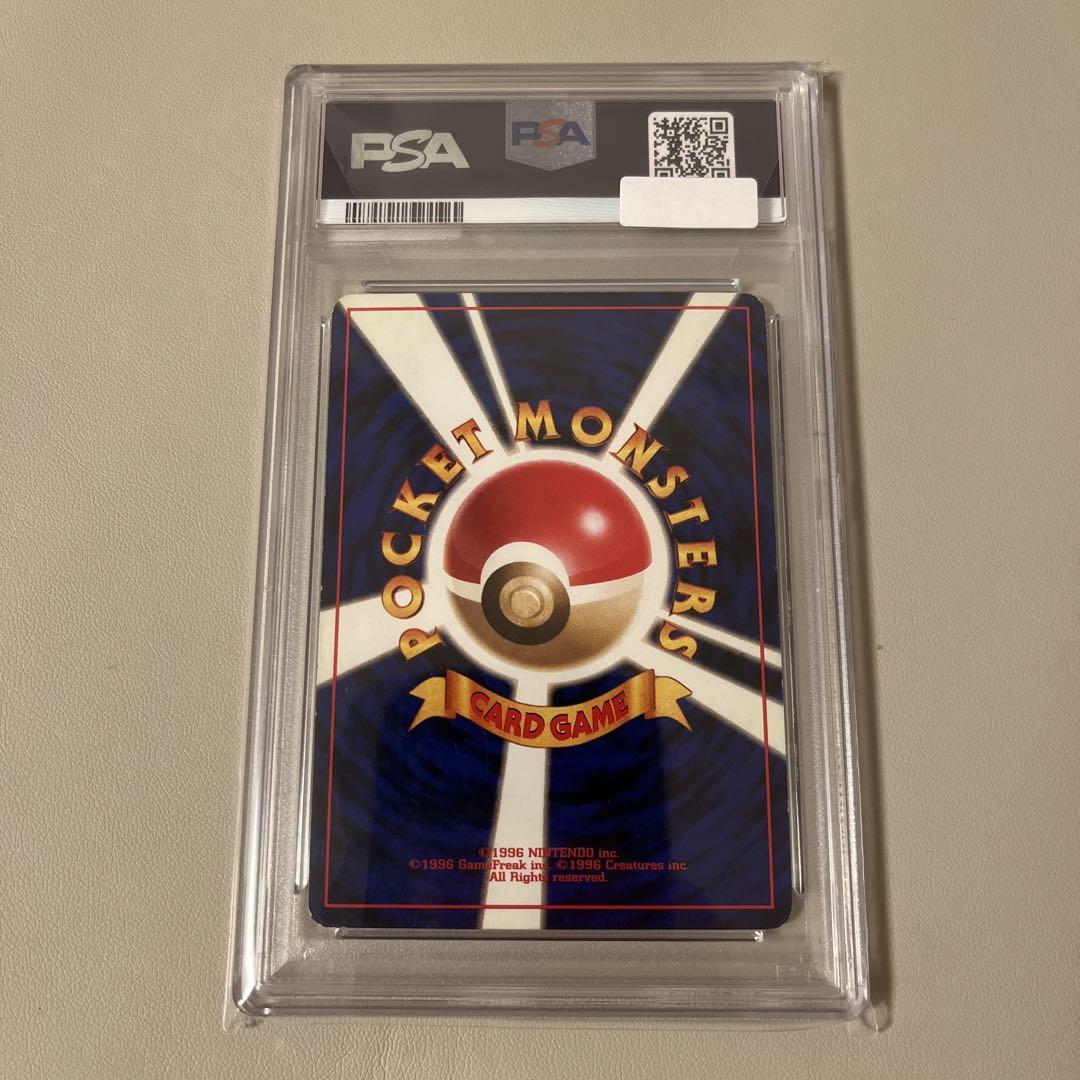 PSA
PSA
POCKET MONSTERS
CARD GAME
©1996 NINTENDO inc.
©1996 GameFreak inc. ©1996 Creatures inc.
All Rights reserved.